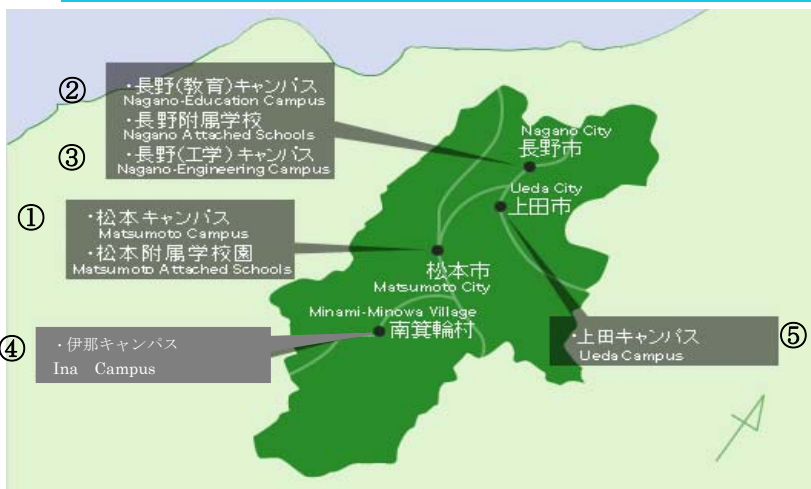 ②
・長野(教育)キャンパス
Nagano-Education Campus
・長野附属学校
Nagano Attached Schools
③
・長野(工学)キャンパス
Nagano-Engineering Campus
Nagano City
長野市
Ueda City
上田市
①
・松本キャンパス
Matsumoto Campus
・松本附属学校園
Matsumoto Attached Schools
松本市
Matsumoto City
Minami-Minowa Village
南箕輪村
④
・伊那キャンパス
Ina Campus
・上田キャンパス
Ueda Campus
⑤